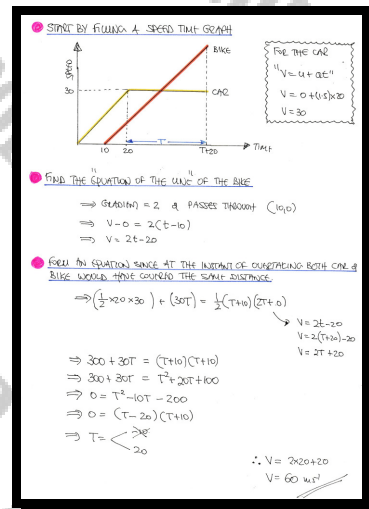 START BY FILLING A SPEED TIME GRAPH
SPEED
BIKE
CAR
30
T
10 20 T+20 TIME
FOR THE CAR
"V = u + at"
V = 0 + (1.5)×20
V = 30
FIND THE "EQUATION OF THE LINE" OF THE BIKE
⇒ GRADIENT = 2 & PASSES THROUGH (10,0)
⇒ V-0 = 2(t-10)
⇒ V = 2t-20
FORM AN EQUATION SINCE AT THE INSTANT OF OVERTAKING BOTH CAR &
BIKE WOULD HAVE COVERED THE SAME DISTANCE
⇒ (1/2 × 20 × 30) + (30T) = 1/2 (T+10)(2T+ 0)
V = 2t-20
V = 2(T+20)-20
V = 2T+20
⇒ 300 + 30T = (T+10)(T+10)
⇒ 300 + 30T = T² + 20T + 100
⇒ 0 = T² - 10T - 200
⇒ 0 = (T-20)(T+10)
⇒ T = < -10
20
∴ V = 2×20+20
V = 60 ms⁻¹